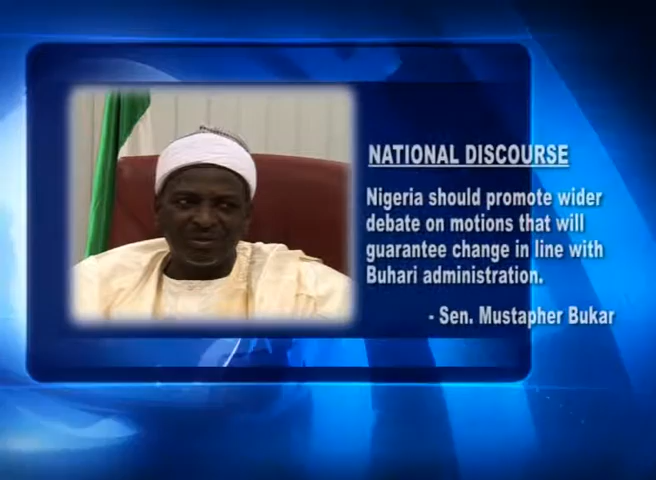 NATIONAL DISCOURSE
Nigeria should promote wider
debate on motions that will
guarantee change in line with
Buhari administration.
- Sen. Mustapher Bukar